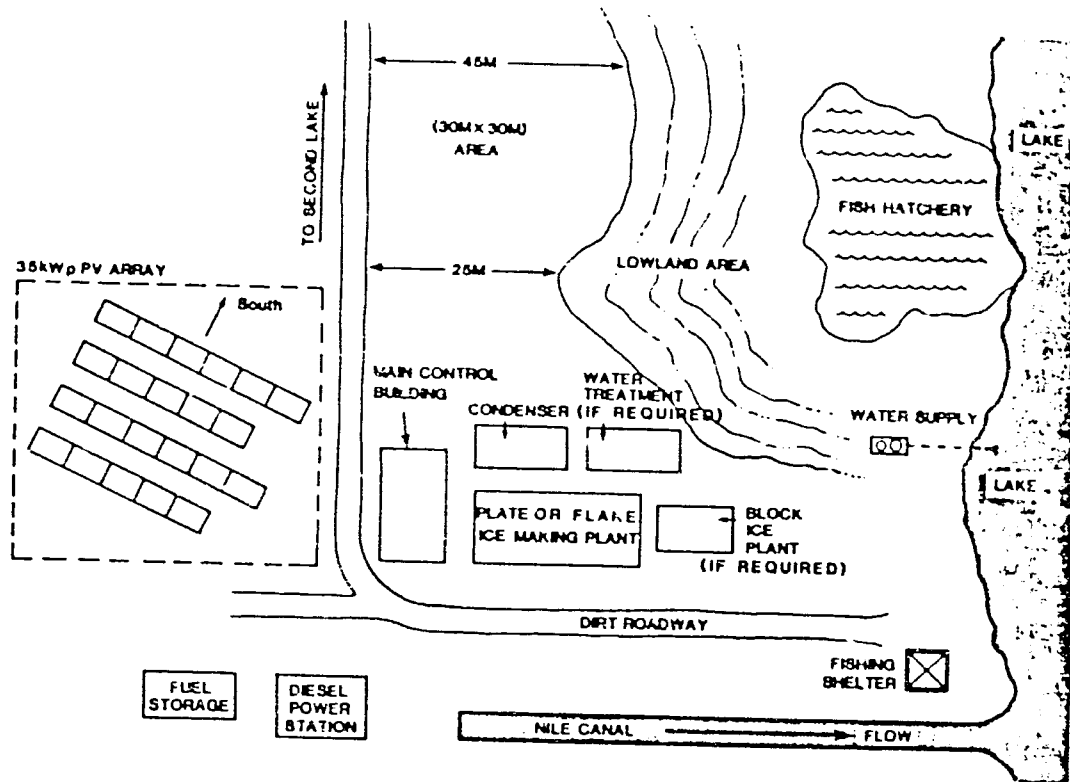 45M
(30M X 30M)
AREA
TO SECOND LAKE
LAKE
FISH HATCHERY
LOWLAND AREA
25M
35kWp PV ARRAY
South
MAIN CONTROL
BUILDING
CONDENSER
WATER
TREATMENT
(IF REQUIRED)
WATER SUPPLY
LAKE
PLATE OR FLAKE
ICE MAKING PLANT
BLOCK
ICE
PLANT
(IF REQUIRED)
DIRT ROADWAY
FISHING
SHELTER
FUEL
STORAGE
DIESEL
POWER
STATION
NILE CANAL
FLOW